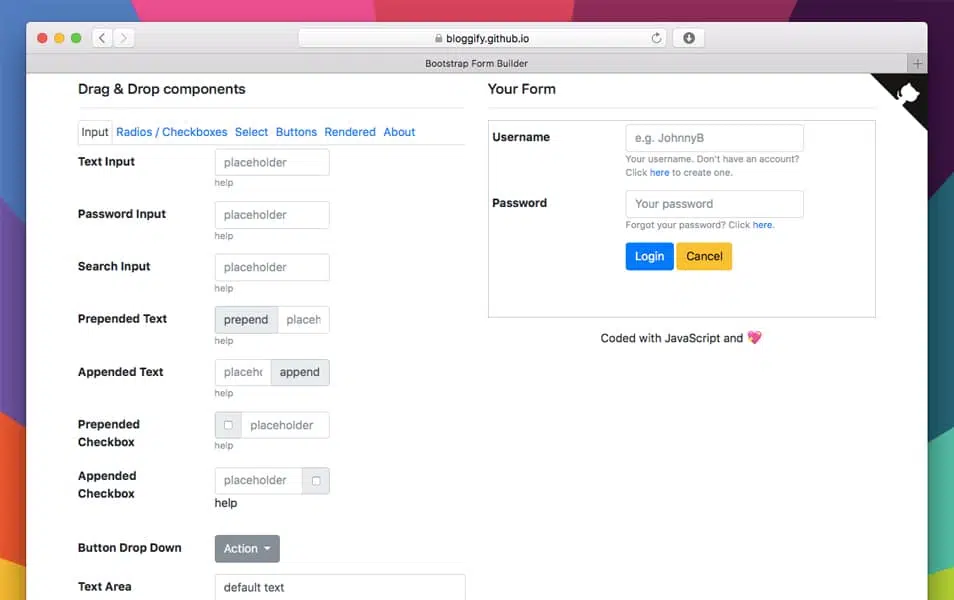 bloggify.github.io
Bootstrap Form Builder
Drag & Drop components
Input Radios / Checkboxes Select Buttons Rendered About
Text Input
placeholder
help
Password Input
placeholder
help
Search Input
placeholder
help
Prepended Text
prepend
placeh
help
Appended Text
placeho
append
help
Prepended
Checkbox
placeholder
help
Appended
Checkbox
placeholder
help
Button Drop Down
Action
Text Area
default text
Your Form
Username
e.g. JohnnyB
Your username. Don't have an account?
Click here to create one.
Password
Your password
Forgot your password? Click here.
Login
Cancel
Coded with JavaScript and 💖